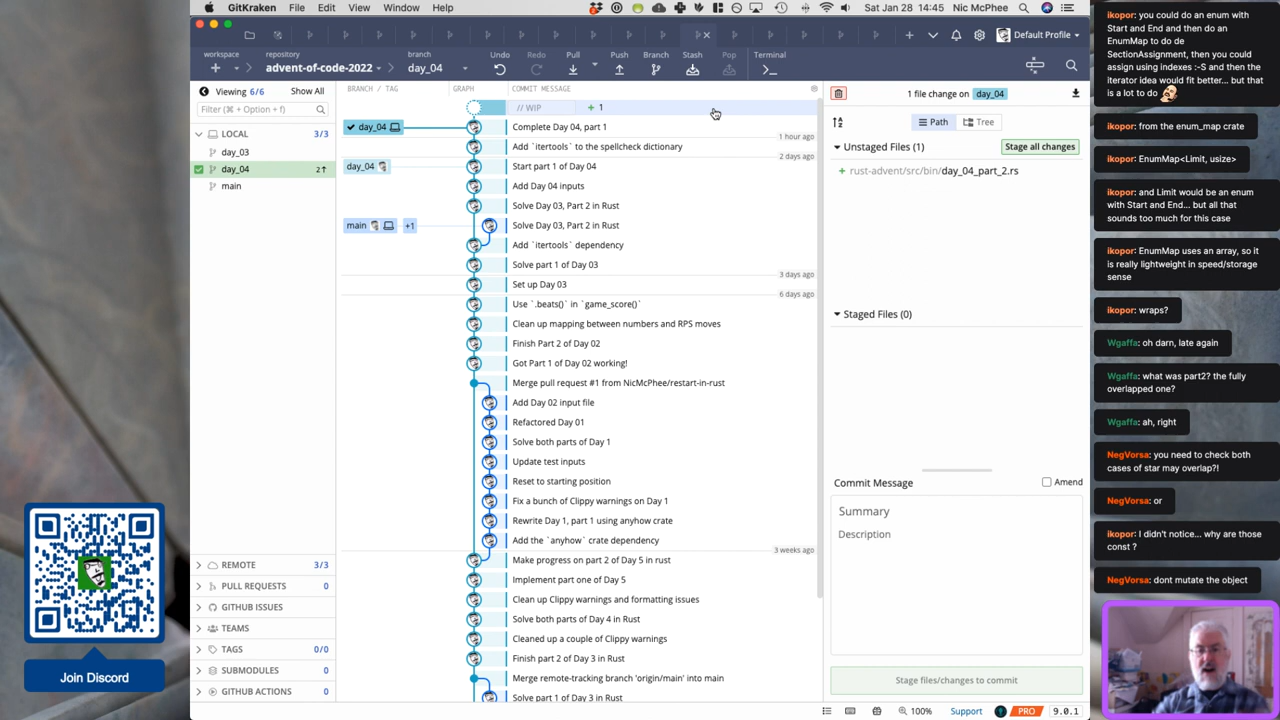 GitKraken File Edit View Window Help
Sat Jan 28 14:45 Nic McPhee
Default Profile
workspace
repository
advent-of-code-2022
branch
day_04
Undo
Redo
Pull
Push
Branch
Stash
Pop
Terminal
Viewing 6/6 Show All
Filter (⌘ + Option + f)
LOCAL 3/3
day_03
day_04 2↑
main
REMOTE 3/3
PULL REQUESTS 0
GITHUB ISSUES
TEAMS
TAGS 0/0
SUBMODULES 0
GITHUB ACTIONS 0
BRANCH / TAG GRAPH COMMIT MESSAGE
// WIP + 1
day_04 Complete Day 04, part 1
1 hour ago
Add `itertools` to the spellcheck dictionary
2 days ago
day_04 Start part 1 of Day 04
Add Day 04 inputs
Solve Day 03, Part 2 in Rust
main +1 Solve Day 03, Part 2 in Rust
Add `itertools` dependency
Solve part 1 of Day 03
3 days ago
Set up Day 03
6 days ago
Use `.beats()` in `game_score()`
Clean up mapping between numbers and RPS moves
Finish Part 2 of Day 02
Got Part 1 of Day 02 working!
Merge pull request #1 from NicMcPhee/restart-in-rust
Add Day 02 input file
Refactored Day 01
Solve both parts of Day 1
Update test inputs
Reset to starting position
Fix a bunch of Clippy warnings on Day 1
Rewrite Day 1, part 1 using anyhow crate
Add the `anyhow` crate dependency
3 weeks ago
Make progress on part 2 of Day 5 in rust
Implement part one of Day 5
Clean up Clippy warnings and formatting issues
Solve both parts of Day 4 in Rust
Cleaned up a couple of Clippy warnings
Finish part 2 of Day 3 in Rust
Merge remote-tracking branch 'origin/main' into main
Solve part 1 of Day 3 in Rust
1 file change on day_04
Path Tree
Unstaged Files (1) Stage all changes
+ rust-advent/src/bin/day_04_part_2.rs
Staged Files (0)
Commit Message Amend
Summary
Description
Stage files/changes to commit
100% Support PRO 9.0.1
ikopor: you could do an enum with
Start and End and then do an
EnumMap to do de
SectionAssignment, then you could
assign using indexes :-S and then the
iterator idea would fit better... but that
is a lot to do
ikopor: from the enum_map crate
ikopor: EnumMap<Limit, usize>
ikopor: and Limit would be an enum
with Start and End... but all that
sounds too much for this case
ikopor: EnumMap uses an array, so it
is really lightweight in speed/storage
sense
ikopor: wraps?
Wgaffa: oh darn, late again
Wgaffa: what was part2? the fully
overlapped one?
Wgaffa: ah, right
NegVorsa: you need to check both
cases of star may overlap?!
NegVorsa: or
ikopor: I didn't notice... why are those
const ?
NegVorsa: dont mutate the object
Join Discord